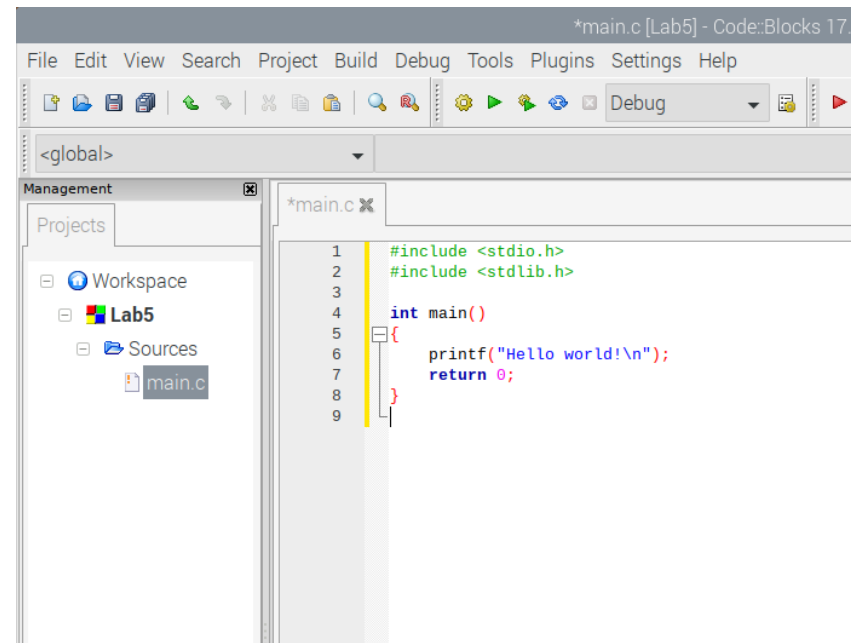 *main.c [Lab5] - Code::Blocks 17.
File Edit View Search Project Build Debug Tools Plugins Settings Help
Debug
<global>
Management
Projects
*main.c
Workspace
Lab5
Sources
main.c
1 #include <stdio.h>
2 #include <stdlib.h>
3
4 int main()
5 {
6     printf("Hello world!\n");
7     return 0;
8 }
9